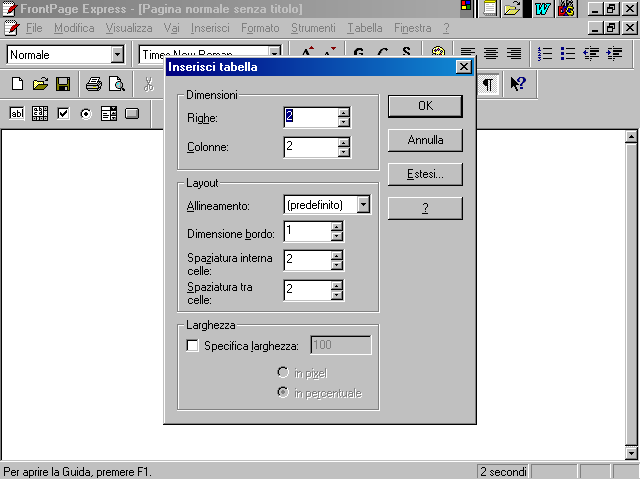 FrontPage Express - [Pagina normale senza titolo]
File Modifica Visualizza Vai Inserisci Formato Strumenti Tabella Finestra ?
Normale Times New Roman A A G C S
Inserisci tabella
Dimensioni
Righe: 2
Colonne: 2
OK
Annulla
Estesi...
?
Layout
Allineamento: (predefinito)
Dimensione bordo: 1
Spaziatura interna
celle: 2
Spaziatura tra
celle: 2
Larghezza
Specifica larghezza: 100
in pixel
in percentuale
Per aprire la Guida, premere F1. 2 secondi